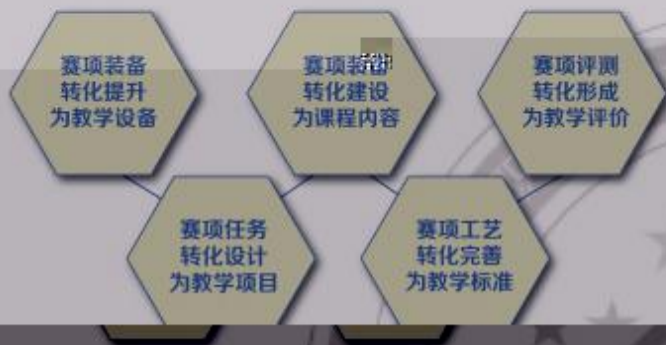 赛项装备
转化提升
为教学设备
赛项
转化建设
为课程内容
赛项评测
转化形成
为教学评价
赛项任务
转化设计
为教学项目
赛项工艺
转化完善
为教学标准